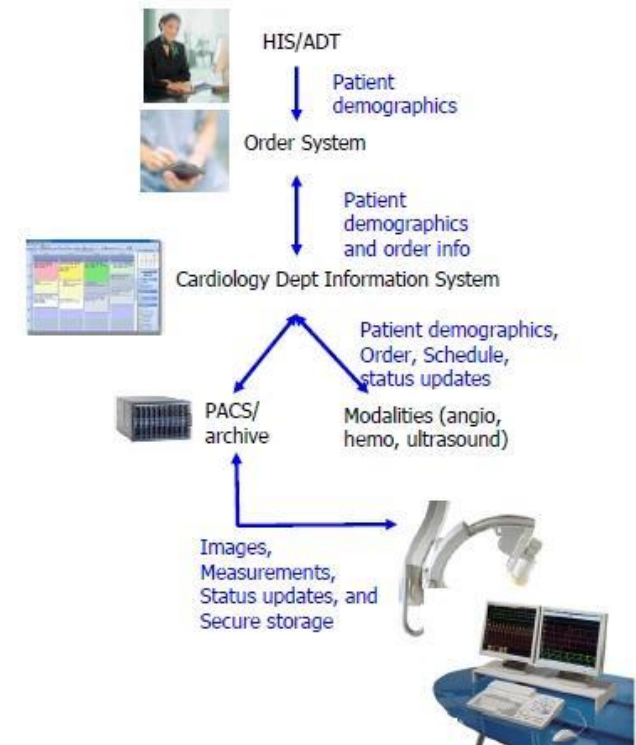 HIS/ADT
Patient
demographics
Order System
Patient
demographics
and order info
Cardiology Dept Information System
Patient demographics,
Order, Schedule,
status updates
PACS/
archive
Modalities (angio,
hemo, ultrasound)
Images,
Measurements,
Status updates, and
Secure storage